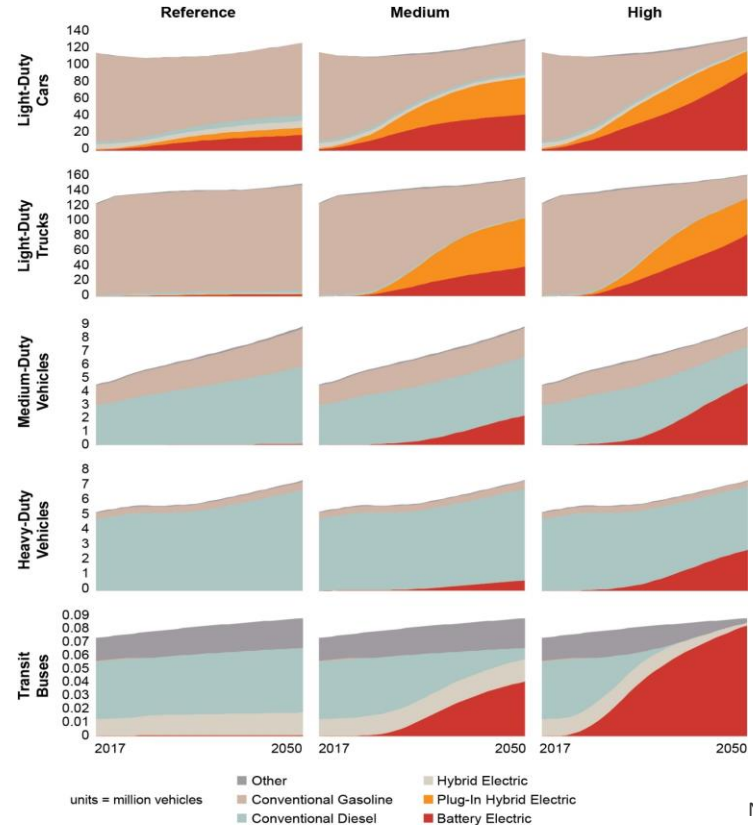 Reference Medium High
Light-Duty
Cars
140
120
100
80
60
40
20
0
Light-Duty
Trucks
160
140
120
100
80
60
40
20
0
Medium-Duty
Vehicles
9
8
7
6
5
4
3
2
1
0
Heavy-Duty
Vehicles
8
7
6
5
4
3
2
1
0
Transit
Buses
0.09
0.08
0.07
0.06
0.05
0.04
0.03
0.02
0.01
0
2017 2050 2017 2050 2017 2050
units = million vehicles
Other
Conventional Gasoline
Conventional Diesel
Hybrid Electric
Plug-In Hybrid Electric
Battery Electric
N